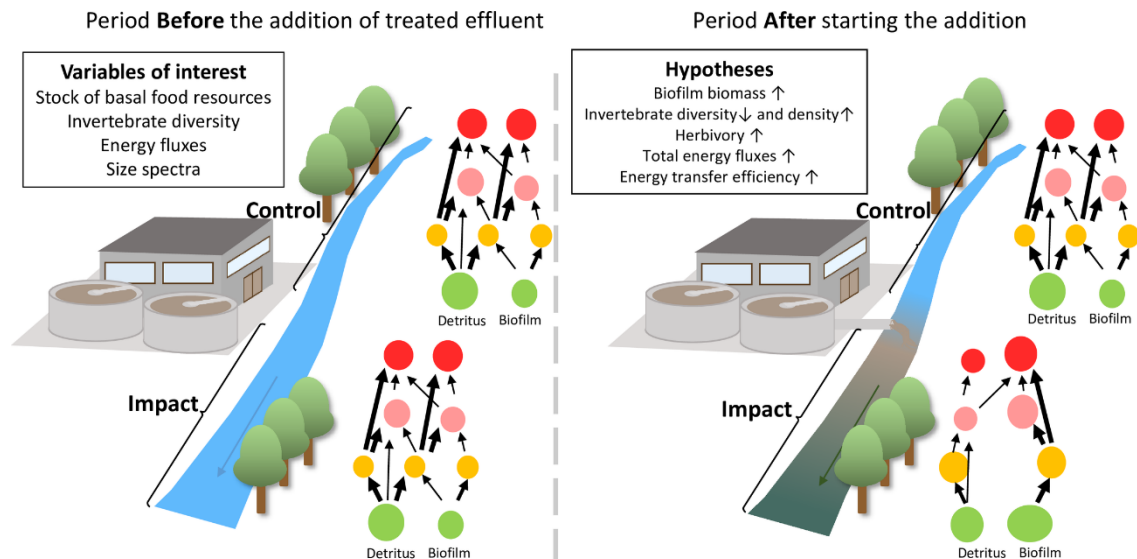 Period Before the addition of treated effluent
Variables of interest
Stock of basal food resources
Invertebrate diversity
Energy fluxes
Size spectra
Control
Detritus
Biofilm
Impact
Detritus
Biofilm
Period After starting the addition
Hypotheses
Biofilm biomass ↑
Invertebrate diversity↓ and density↑
Herbivory ↑
Total energy fluxes ↑
Energy transfer efficiency ↑
Control
Detritus
Biofilm
Impact
Detritus
Biofilm